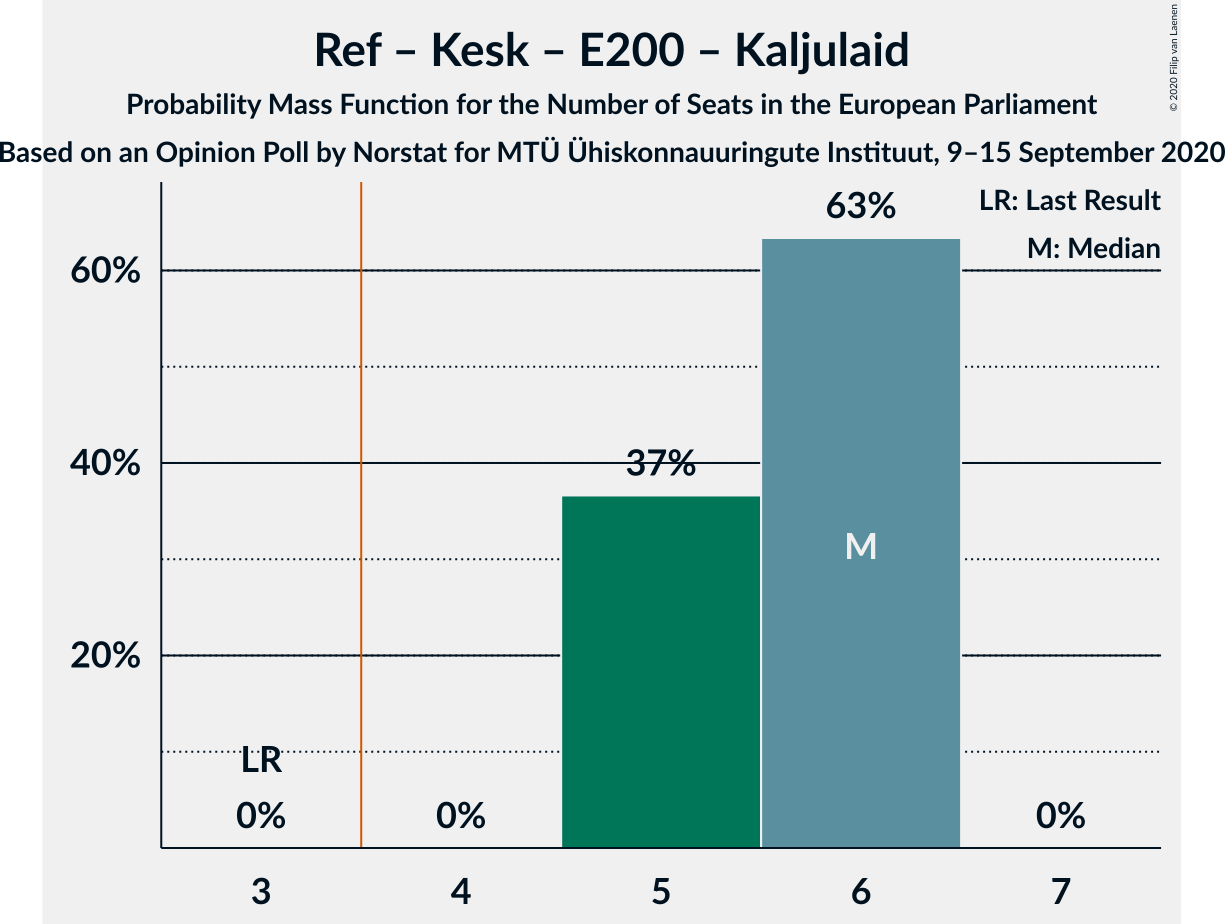 Ref – Kesk – E200 – Kaljulaid
Probability Mass Function for the Number of Seats in the European Parliament
Based on an Opinion Poll by Norstat for MTÜ Ühiskonnauuringute Instituut, 9–15 September 2020
© 2020 Filip van Laenen
LR: Last Result
M: Median
63%
60%
40%
37%
M
20%
LR
0%
0%
0%
3
4
5
6
7